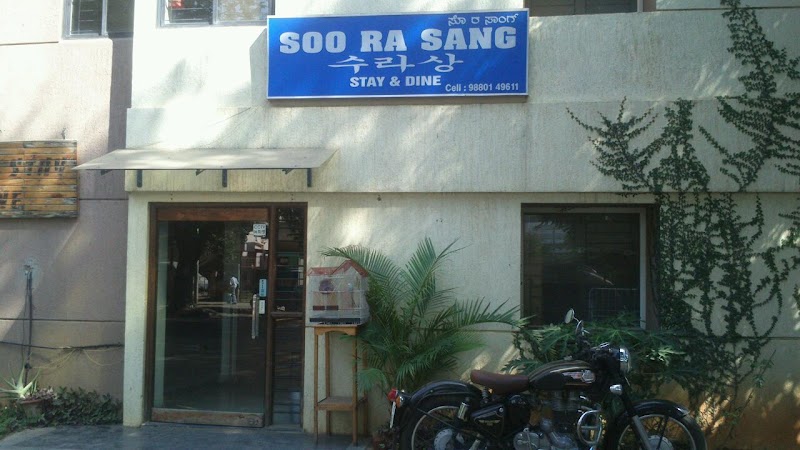 ಸೊ ರ ಸಾಂಗ್
SOO RA SANG
수라상
STAY & DINE
Cell : 98801 49611